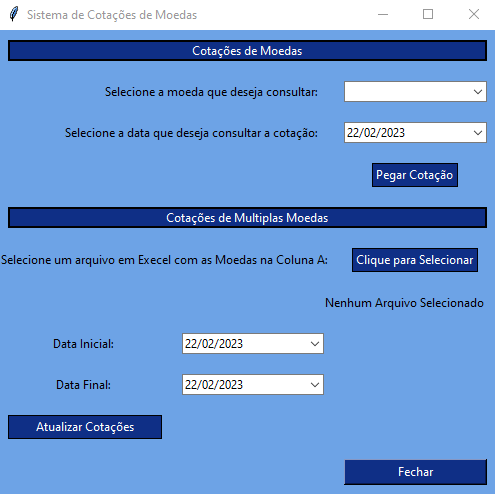 Sistema de Cotações de Moedas
Cotações de Moedas
Selecione a moeda que deseja consultar:
Selecione a data que deseja consultar a cotação: 22/02/2023
Pegar Cotação
Cotações de Multiplas Moedas
Selecione um arquivo em Execel com as Moedas na Coluna A: Clique para Selecionar
Nenhum Arquivo Selecionado
Data Inicial: 22/02/2023
Data Final: 22/02/2023
Atualizar Cotações
Fechar